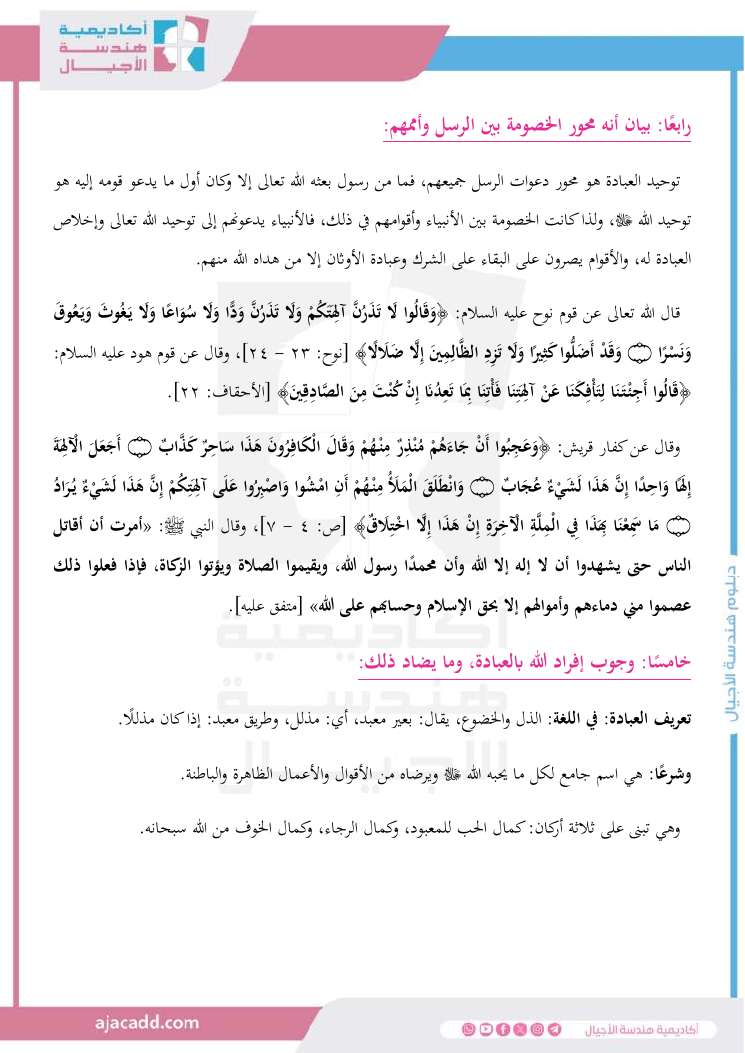 أكاديمية
هندسة
الأجيال
رابعًا: بيان أنه محور الخصومة بين الرسل وأممهم:
توحيد العبادة هو محور دعوات الرسل جميعهم، فما من رسول بعثه الله تعالى إلا وكان أول ما يدعو قومه إليه هو
توحيد الله ﷻ، ولذا كانت الخصومة بين الأنبياء وأقوامهم في ذلك، فالأنبياء يدعونهم إلى توحيد الله تعالى وإخلاص
العبادة له، والأقوام يصرون على البقاء على الشرك وعبادة الأوثان إلا من هداه الله منهم.
قال الله تعالى عن قوم نوح عليه السلام: ﴿وَقَالُوا لَا تَذَرُنَّ آلِهَتَكُمْ وَلَا تَذَرُنَّ وَدًّا وَلَا سُوَاعًا وَلَا يَغُوثَ وَيَعُوقَ
وَنَسْرًا ۝ وَقَدْ أَضَلُّوا كَثِيرًا وَلَا تَزِدِ الظَّالِمِينَ إِلَّا ضَلَالًا﴾ [نوح: ٢٣ – ٢٤]، وقال عن قوم هود عليه السلام:
﴿قَالُوا أَجِئْتَنَا لِتَأْفِكَنَا عَنْ آلِهَتِنَا فَأْتِنَا بِمَا تَعِدُنَا إِنْ كُنْتَ مِنَ الصَّادِقِينَ﴾ [الأحقاف: ٢٢].
وقال عن كفار قريش: ﴿وَعَجِبُوا أَنْ جَاءَهُمْ مُنْذِرٌ مِنْهُمْ وَقَالَ الْكَافِرُونَ هَذَا سَاحِرٌ كَذَّابٌ ۝ أَجَعَلَ الْآلِهَةَ
إِلَهًا وَاحِدًا إِنَّ هَذَا لَشَيْءٌ عُجَابٌ ۝ وَانْطَلَقَ الْمَلَأُ مِنْهُمْ أَنِ امْشُوا وَاصْبِرُوا عَلَى آلِهَتِكُمْ إِنَّ هَذَا لَشَيْءٌ يُرَادُ
۝ مَا سَمِعْنَا بِهَذَا فِي الْمِلَّةِ الْآخِرَةِ إِنْ هَذَا إِلَّا اخْتِلَاقٌ﴾ [ص: ٤ – ٧]، وقال النبي ﷺ: «أمرت أن أقاتل
الناس حتى يشهدوا أن لا إله إلا الله وأن محمدًا رسول الله، ويقيموا الصلاة ويؤتوا الزكاة، فإذا فعلوا ذلك
عصموا مني دماءهم وأموالهم إلا بحق الإسلام وحسابهم على الله» [متفق عليه].
خامسًا: وجوب إفراد الله بالعبادة، وما يضاد ذلك:
تعريف العبادة: في اللغة: الذل والخضوع، يقال: بعير معبد، أي: مذلل، وطريق معبد: إذا كان مذللًا.
وشرعًا: هي اسم جامع لكل ما يحبه الله ﷻ ويرضاه من الأقوال والأعمال الظاهرة والباطنة.
وهي تبنى على ثلاثة أركان: كمال الحب للمعبود، وكمال الرجاء، وكمال الخوف من الله سبحانه.
أكاديمية
هندسة
الأجيال
دبلوم هندسة الأجيال
ajacadd.com
أكاديمية هندسة الأجيال